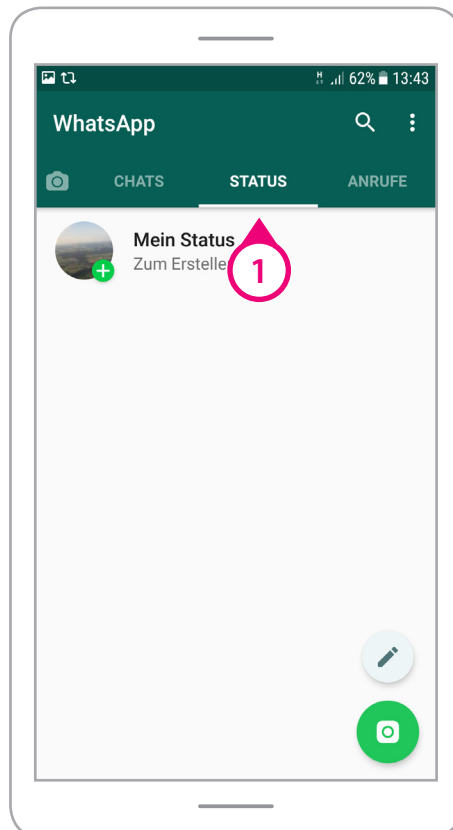 H 62% 13:43
WhatsApp
CHATS STATUS ANRUFE
Mein Status
Zum Erstelle
1